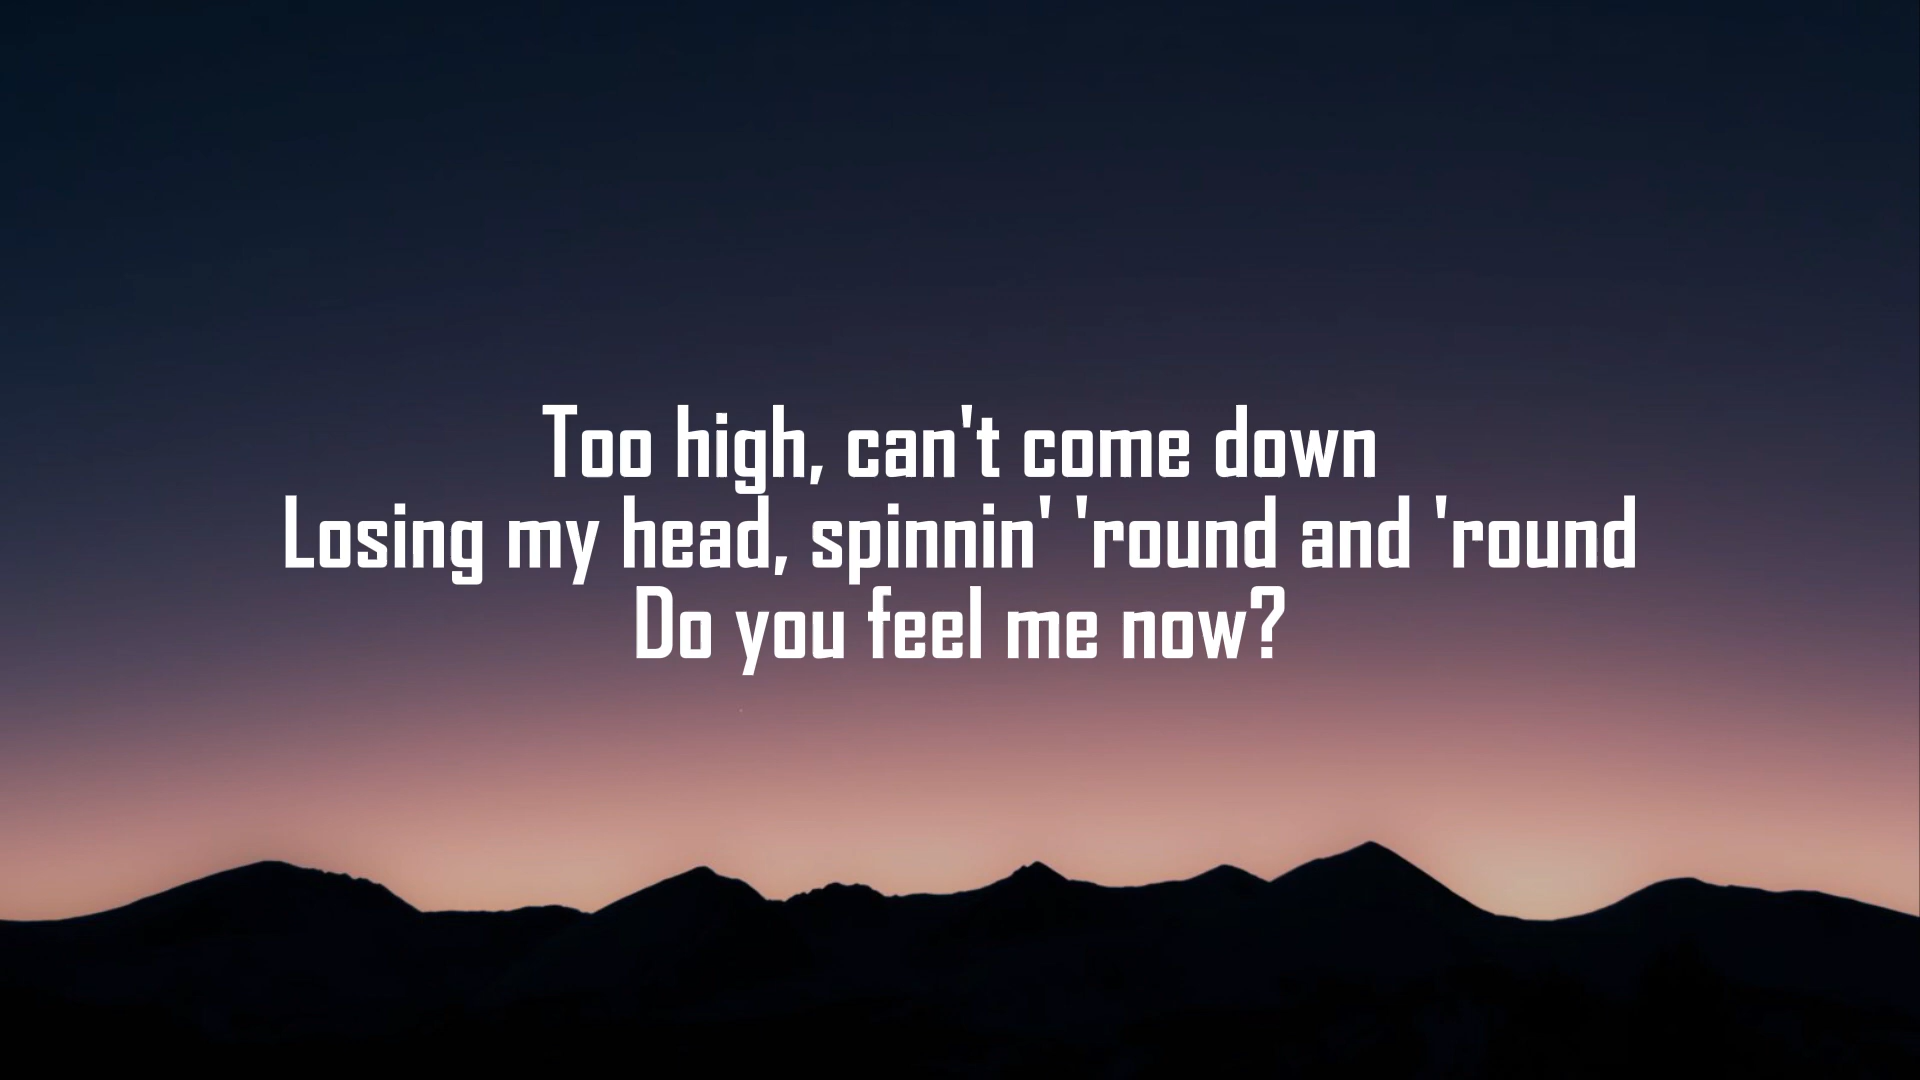 Too high, can't come down
Losing my head, spinnin' 'round and 'round
Do you feel me now?